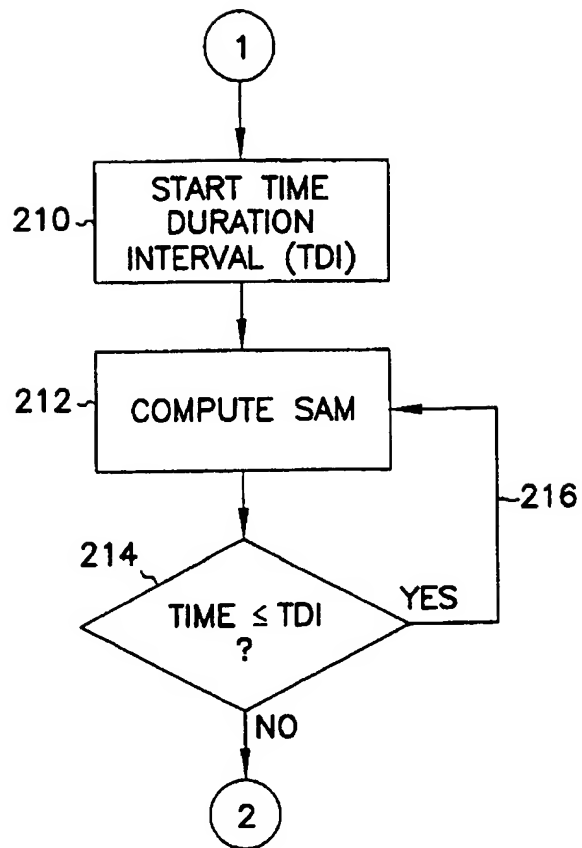 1
START TIME
DURATION
210
INTERVAL (TDI)
212
COMPUTE SAM
216
214
YES
TIME ≤ TDI
?
NO
2